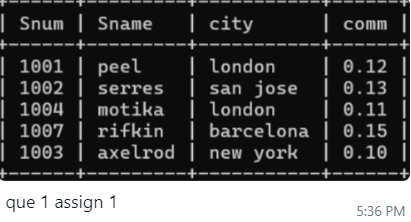 | Snum | Sname | city | comm |
| 1001 | peel | london | 0.12 |
| 1002 | serres | san jose | 0.13 |
| 1004 | motika | london | 0.11 |
| 1007 | rifkin | barcelona | 0.15 |
| 1003 | axelrod | new york | 0.10 |
que 1 assign 1
5:36 PM